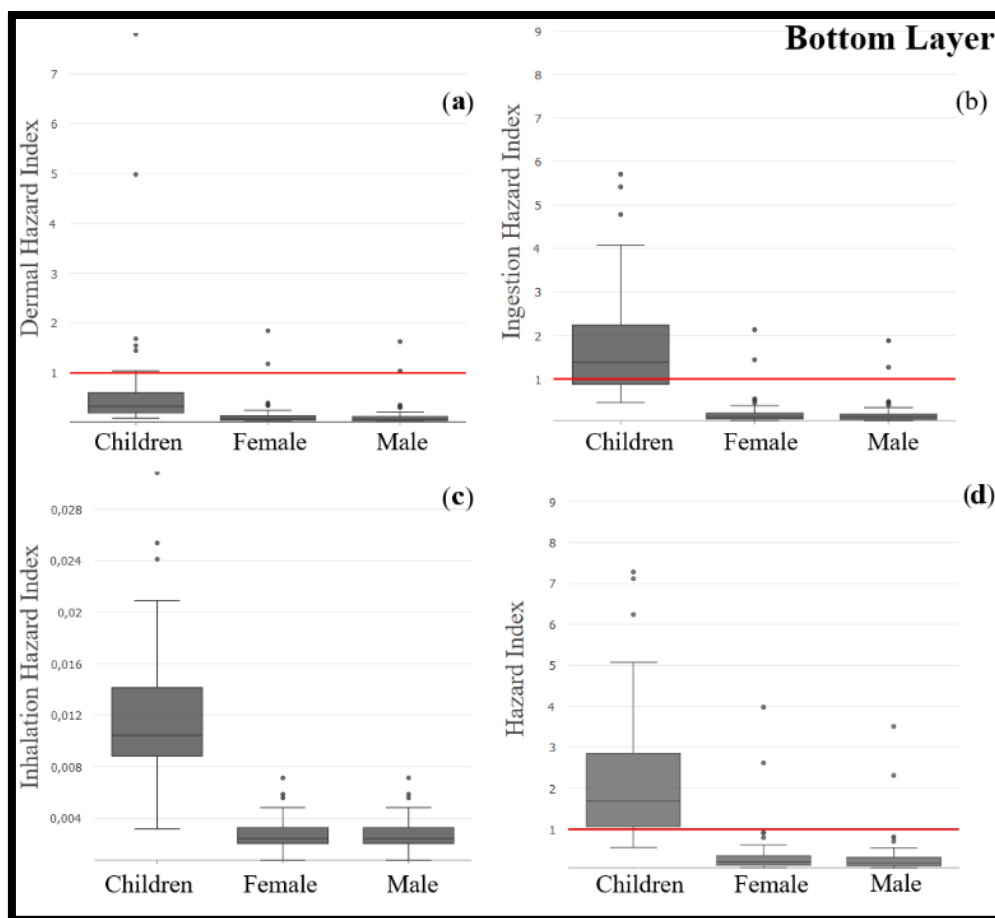 Bottom Layer
(a)
Dermal Hazard Index
7
6
5
4
3
2
1
Children Female Male
(b)
Ingestion Hazard Index
9
8
7
6
5
4
3
2
1
Children Female Male
(c)
Inhalation Hazard Index
0,028
0,024
0,02
0,016
0,012
0,008
0,004
Children Female Male
(d)
Hazard Index
9
8
7
6
5
4
3
2
1
Children Female Male